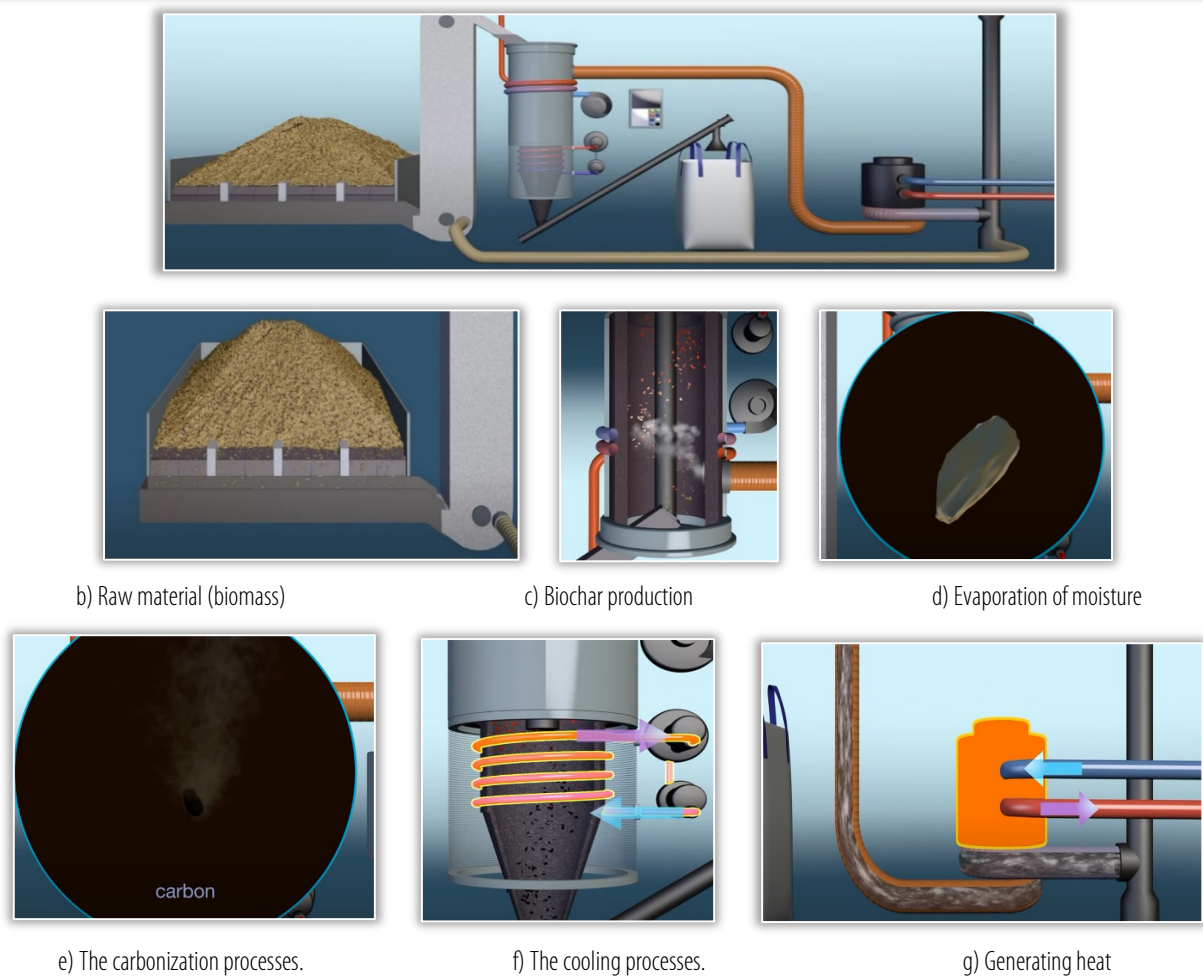 b) Raw material (biomass)
c) Biochar production
d) Evaporation of moisture
carbon
e) The carbonization processes.
f) The cooling processes.
g) Generating heat